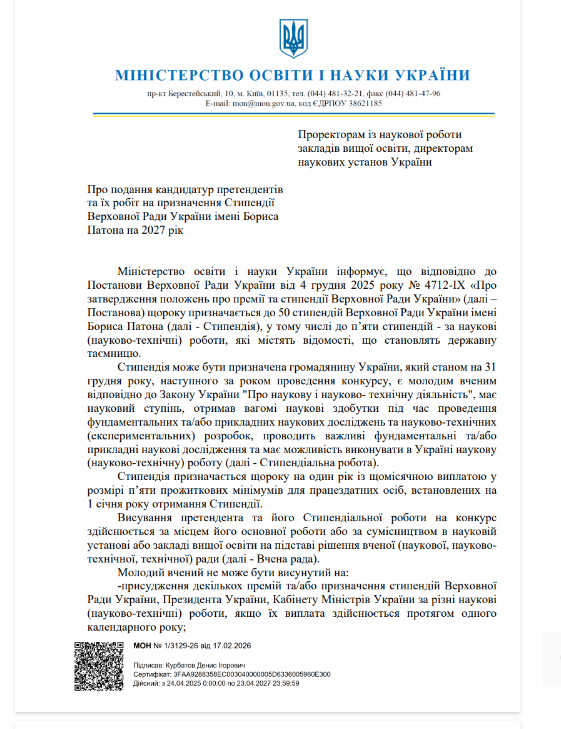 МІНІСТЕРСТВО ОСВІТИ І НАУКИ УКРАЇНИ
пр-кт Берестейський, 10, м. Київ, 01135, тел. (044) 481-32-21, факс (044) 481-47-96
E-mail: mon@mon.gov.ua, код ЄДРПОУ 38621185
Проректорам із наукової роботи
закладів вищої освіти, директорам
наукових установ України
Про подання кандидатур претендентів
та їх робіт на призначення Стипендії
Верховної Ради України імені Бориса
Патона на 2027 рік
Міністерство освіти і науки України інформує, що відповідно до
Постанови Верховної Ради України від 4 грудня 2025 року № 4712-IX «Про
затвердження положень про премії та стипендії Верховної Ради України» (далі –
Постанова) щороку призначається до 50 стипендій Верховної Ради України імені
Бориса Патона (далі - Стипендія), у тому числі до п’яти стипендій - за наукові
(науково-технічні) роботи, які містять відомості, що становлять державну
таємницю.
Стипендія може бути призначена громадянину України, який станом на 31
грудня року, наступного за роком проведення конкурсу, є молодим вченим
відповідно до Закону України "Про наукову і науково- технічну діяльність", має
науковий ступінь, отримав вагомі наукові здобутки під час проведення
фундаментальних та/або прикладних наукових досліджень та науково-технічних
(експериментальних) розробок, проводить важливі фундаментальні та/або
прикладні наукові дослідження та має можливість виконувати в Україні наукову
(науково-технічну) роботу (далі - Стипендіальна робота).
Стипендія призначається щороку на один рік із щомісячною виплатою у
розмірі п’яти прожиткових мінімумів для працездатних осіб, встановлених на
1 січня року отримання Стипендії.
Висування претендента та його Стипендіальної роботи на конкурс
здійснюється за місцем його основної роботи або за сумісництвом в науковій
установі або закладі вищої освіти на підставі рішення вченої (наукової, науково-
технічної, технічної) ради (далі - Вчена рада).
Молодий вчений не може бути висунутий на:
-присудження декількох премій та/або призначення стипендій Верховної
Ради України, Президента України, Кабінету Міністрів України за різні наукові
(науково-технічні) роботи, якщо їх виплата здійснюється протягом одного
календарного року;
МОН № 1/3129-26 від 17.02.2026
Підписав: Курбатов Денис Ігорович
Сертифікат: 3FAA9288358EC003040000005D6336005960E300
Дійсний: з 24.04.2025 0:00:00 по 23.04.2027 23:59:59